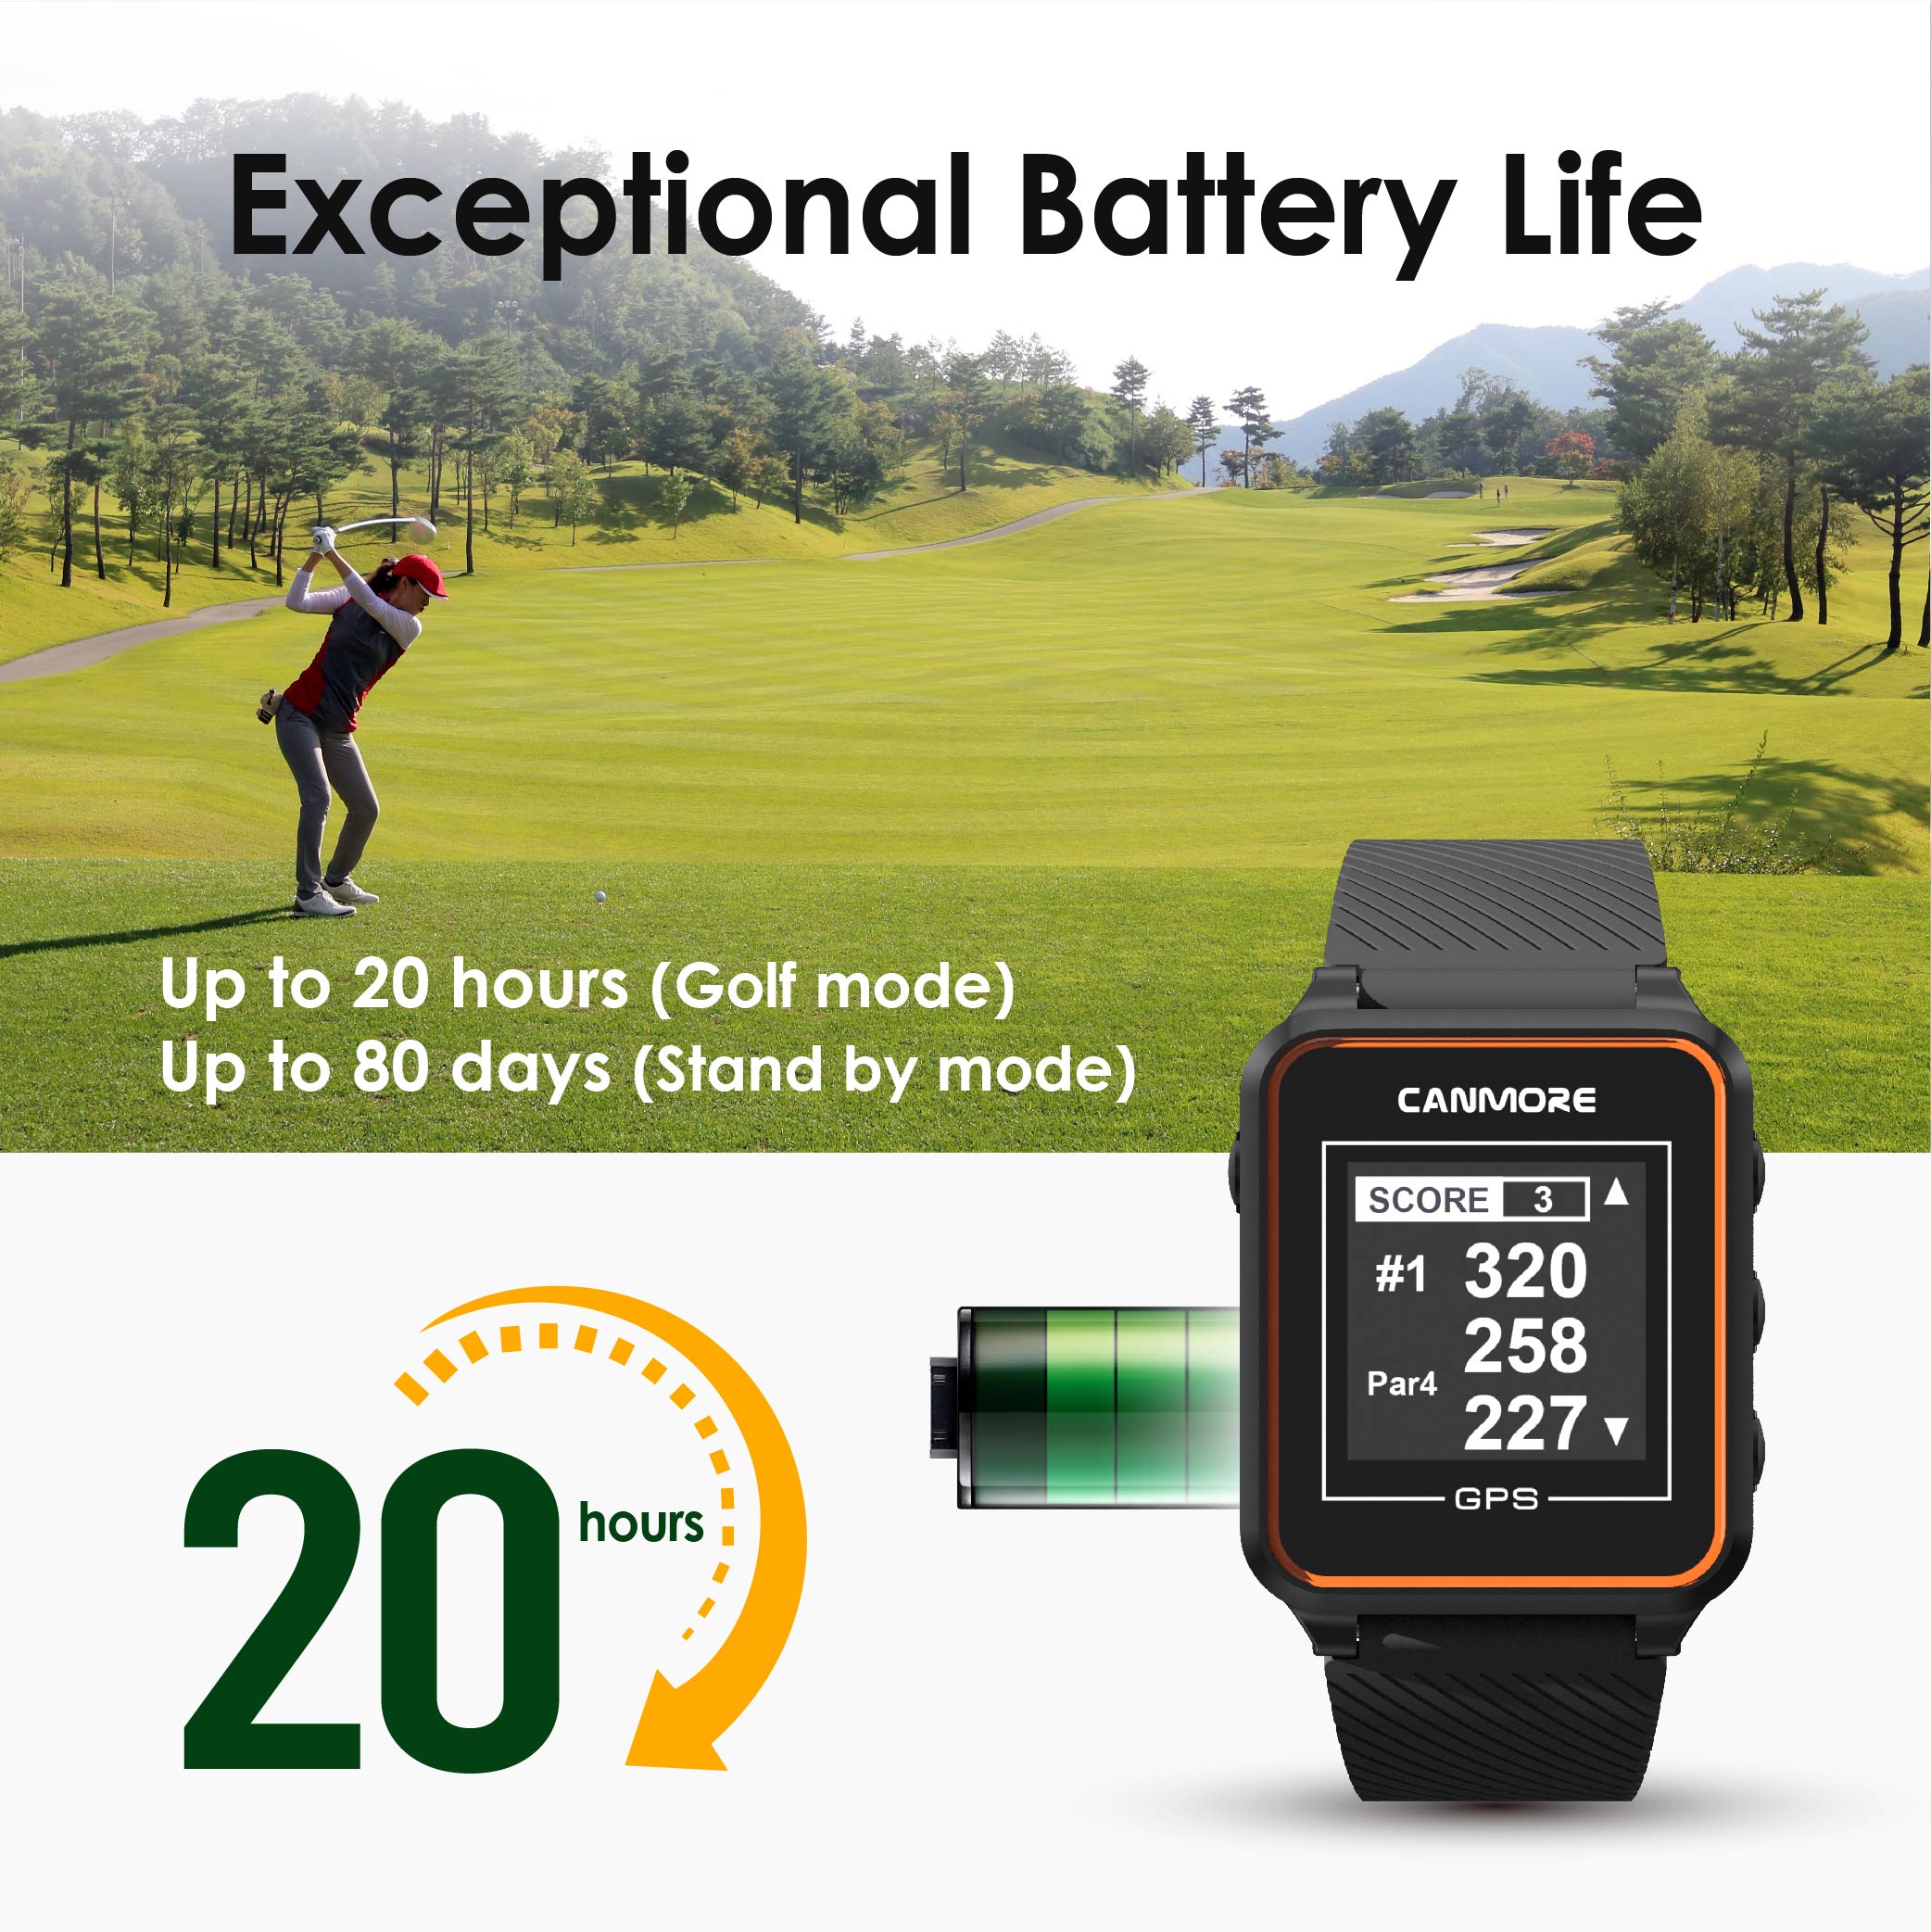 Exceptional Battery Life
Up to 20 hours (Golf mode)
Up to 80 days (Stand by mode)
CANMORE
SCORE 3 ▲
#1 320
258
Par4
227 ▼
GPS
20 hours